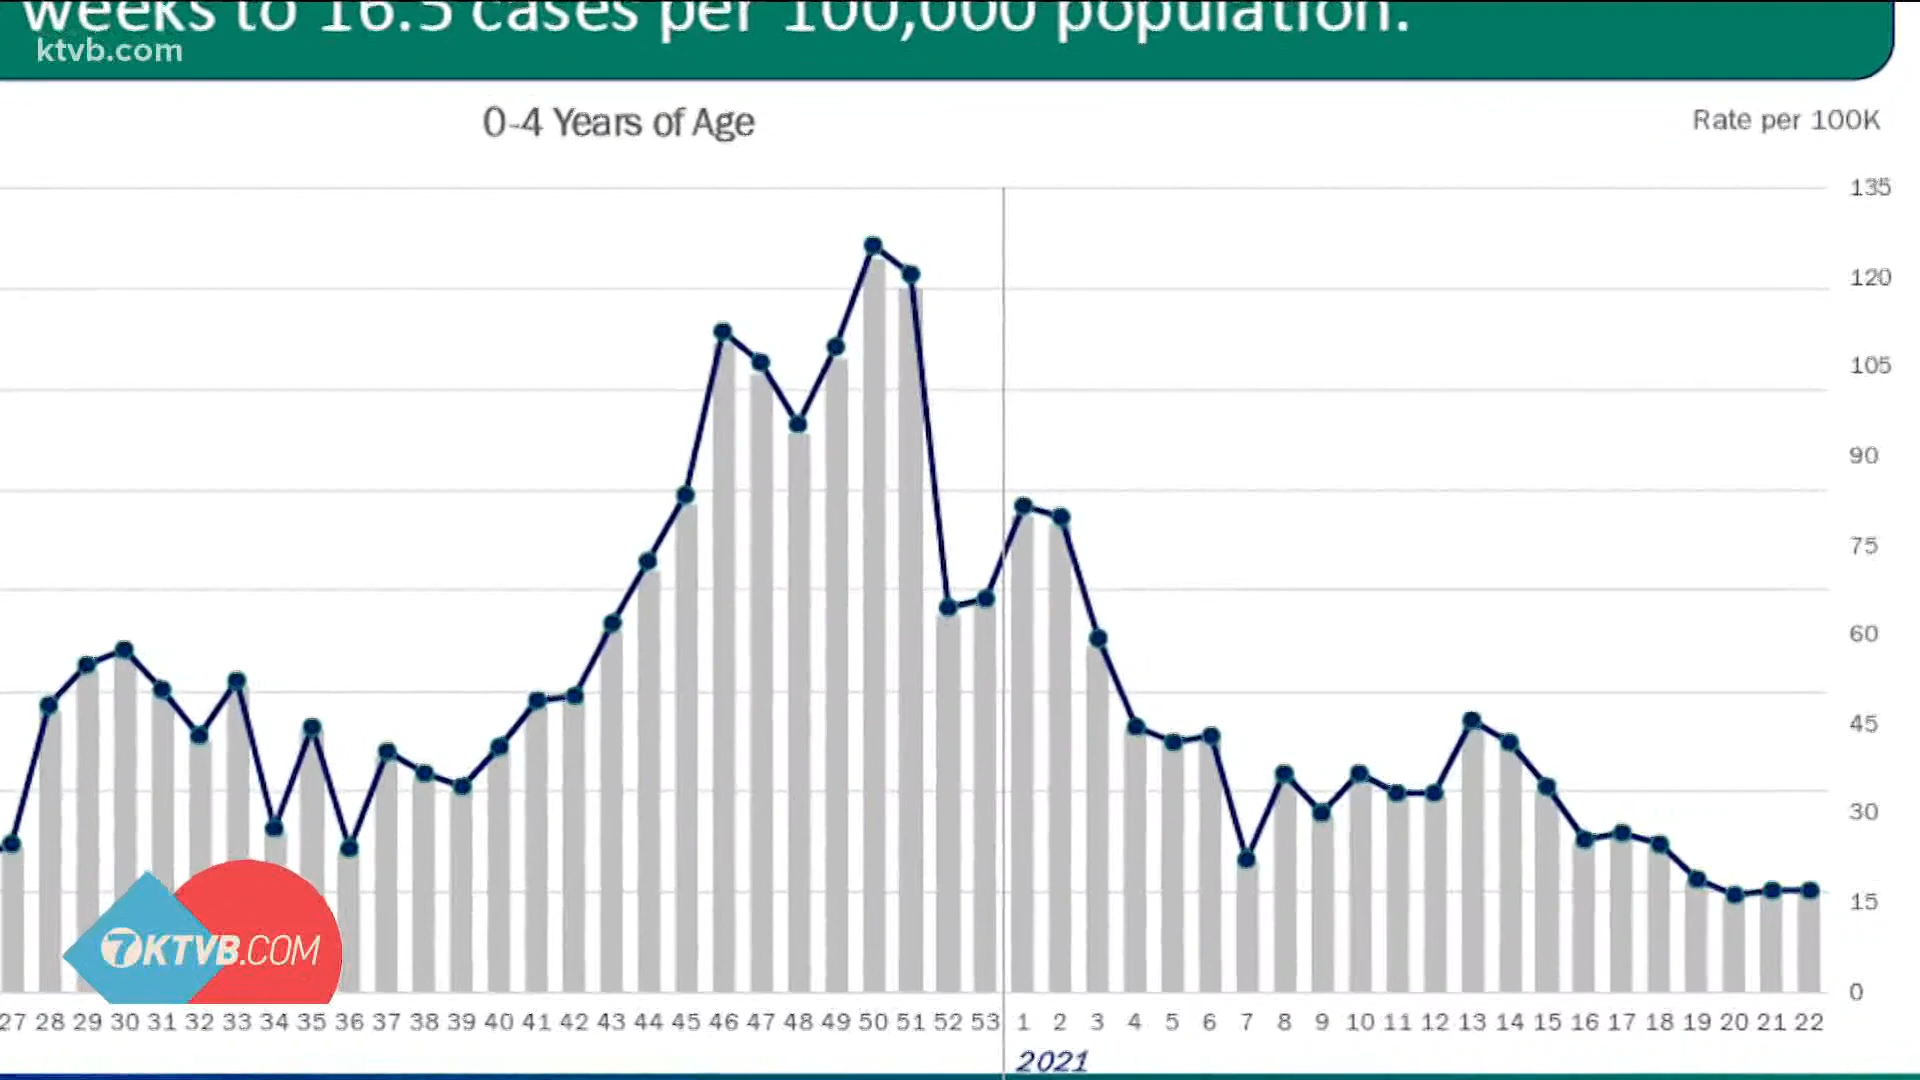 weeks to 16.5 cases per 100,000 population.
ktvb.com
0-4 Years of Age
Rate per 100K
135
120
105
90
75
60
45
30
15
0
7KTVB.COM
27 28 29 30 31 32 33 34 35 36 37 38 39 40 41 42 43 44 45 46 47 48 49 50 51 52 53 1 2 3 4 5 6 7 8 9 10 11 12 13 14 15 16 17 18 19 20 21 22
2021